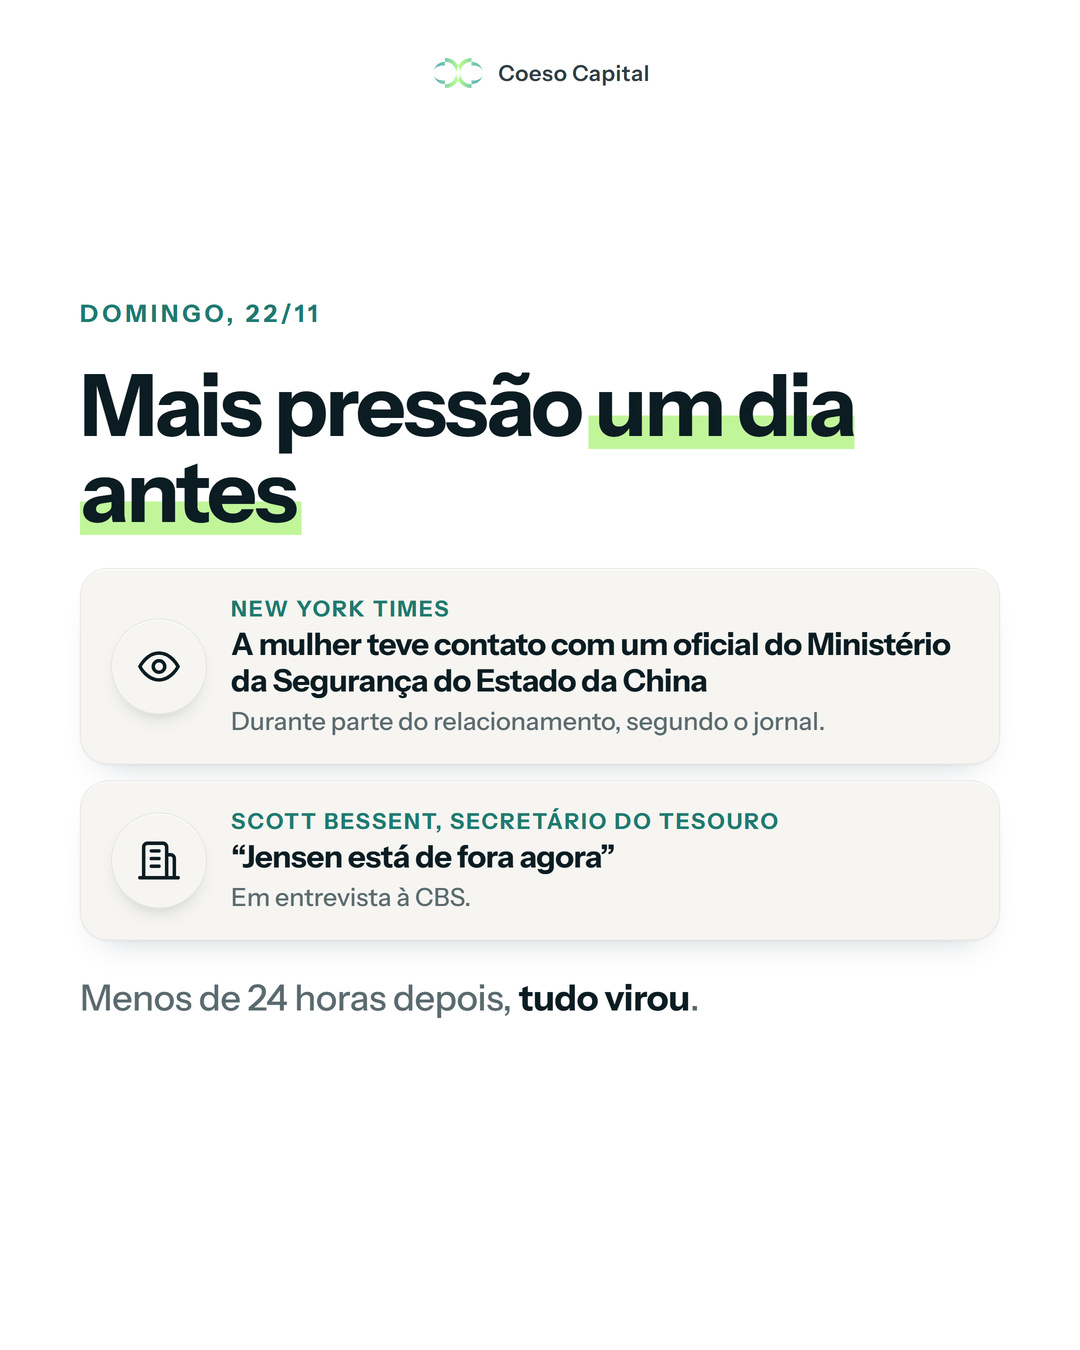 Coeso Capital
DOMINGO, 22/11
Mais pressão um dia
antes
NEW YORK TIMES
A mulher teve contato com um oficial do Ministério
da Segurança do Estado da China
Durante parte do relacionamento, segundo o jornal.
SCOTT BESSENT, SECRETÁRIO DO TESOURO
“Jensen está de fora agora”
Em entrevista à CBS.
Menos de 24 horas depois, tudo virou.